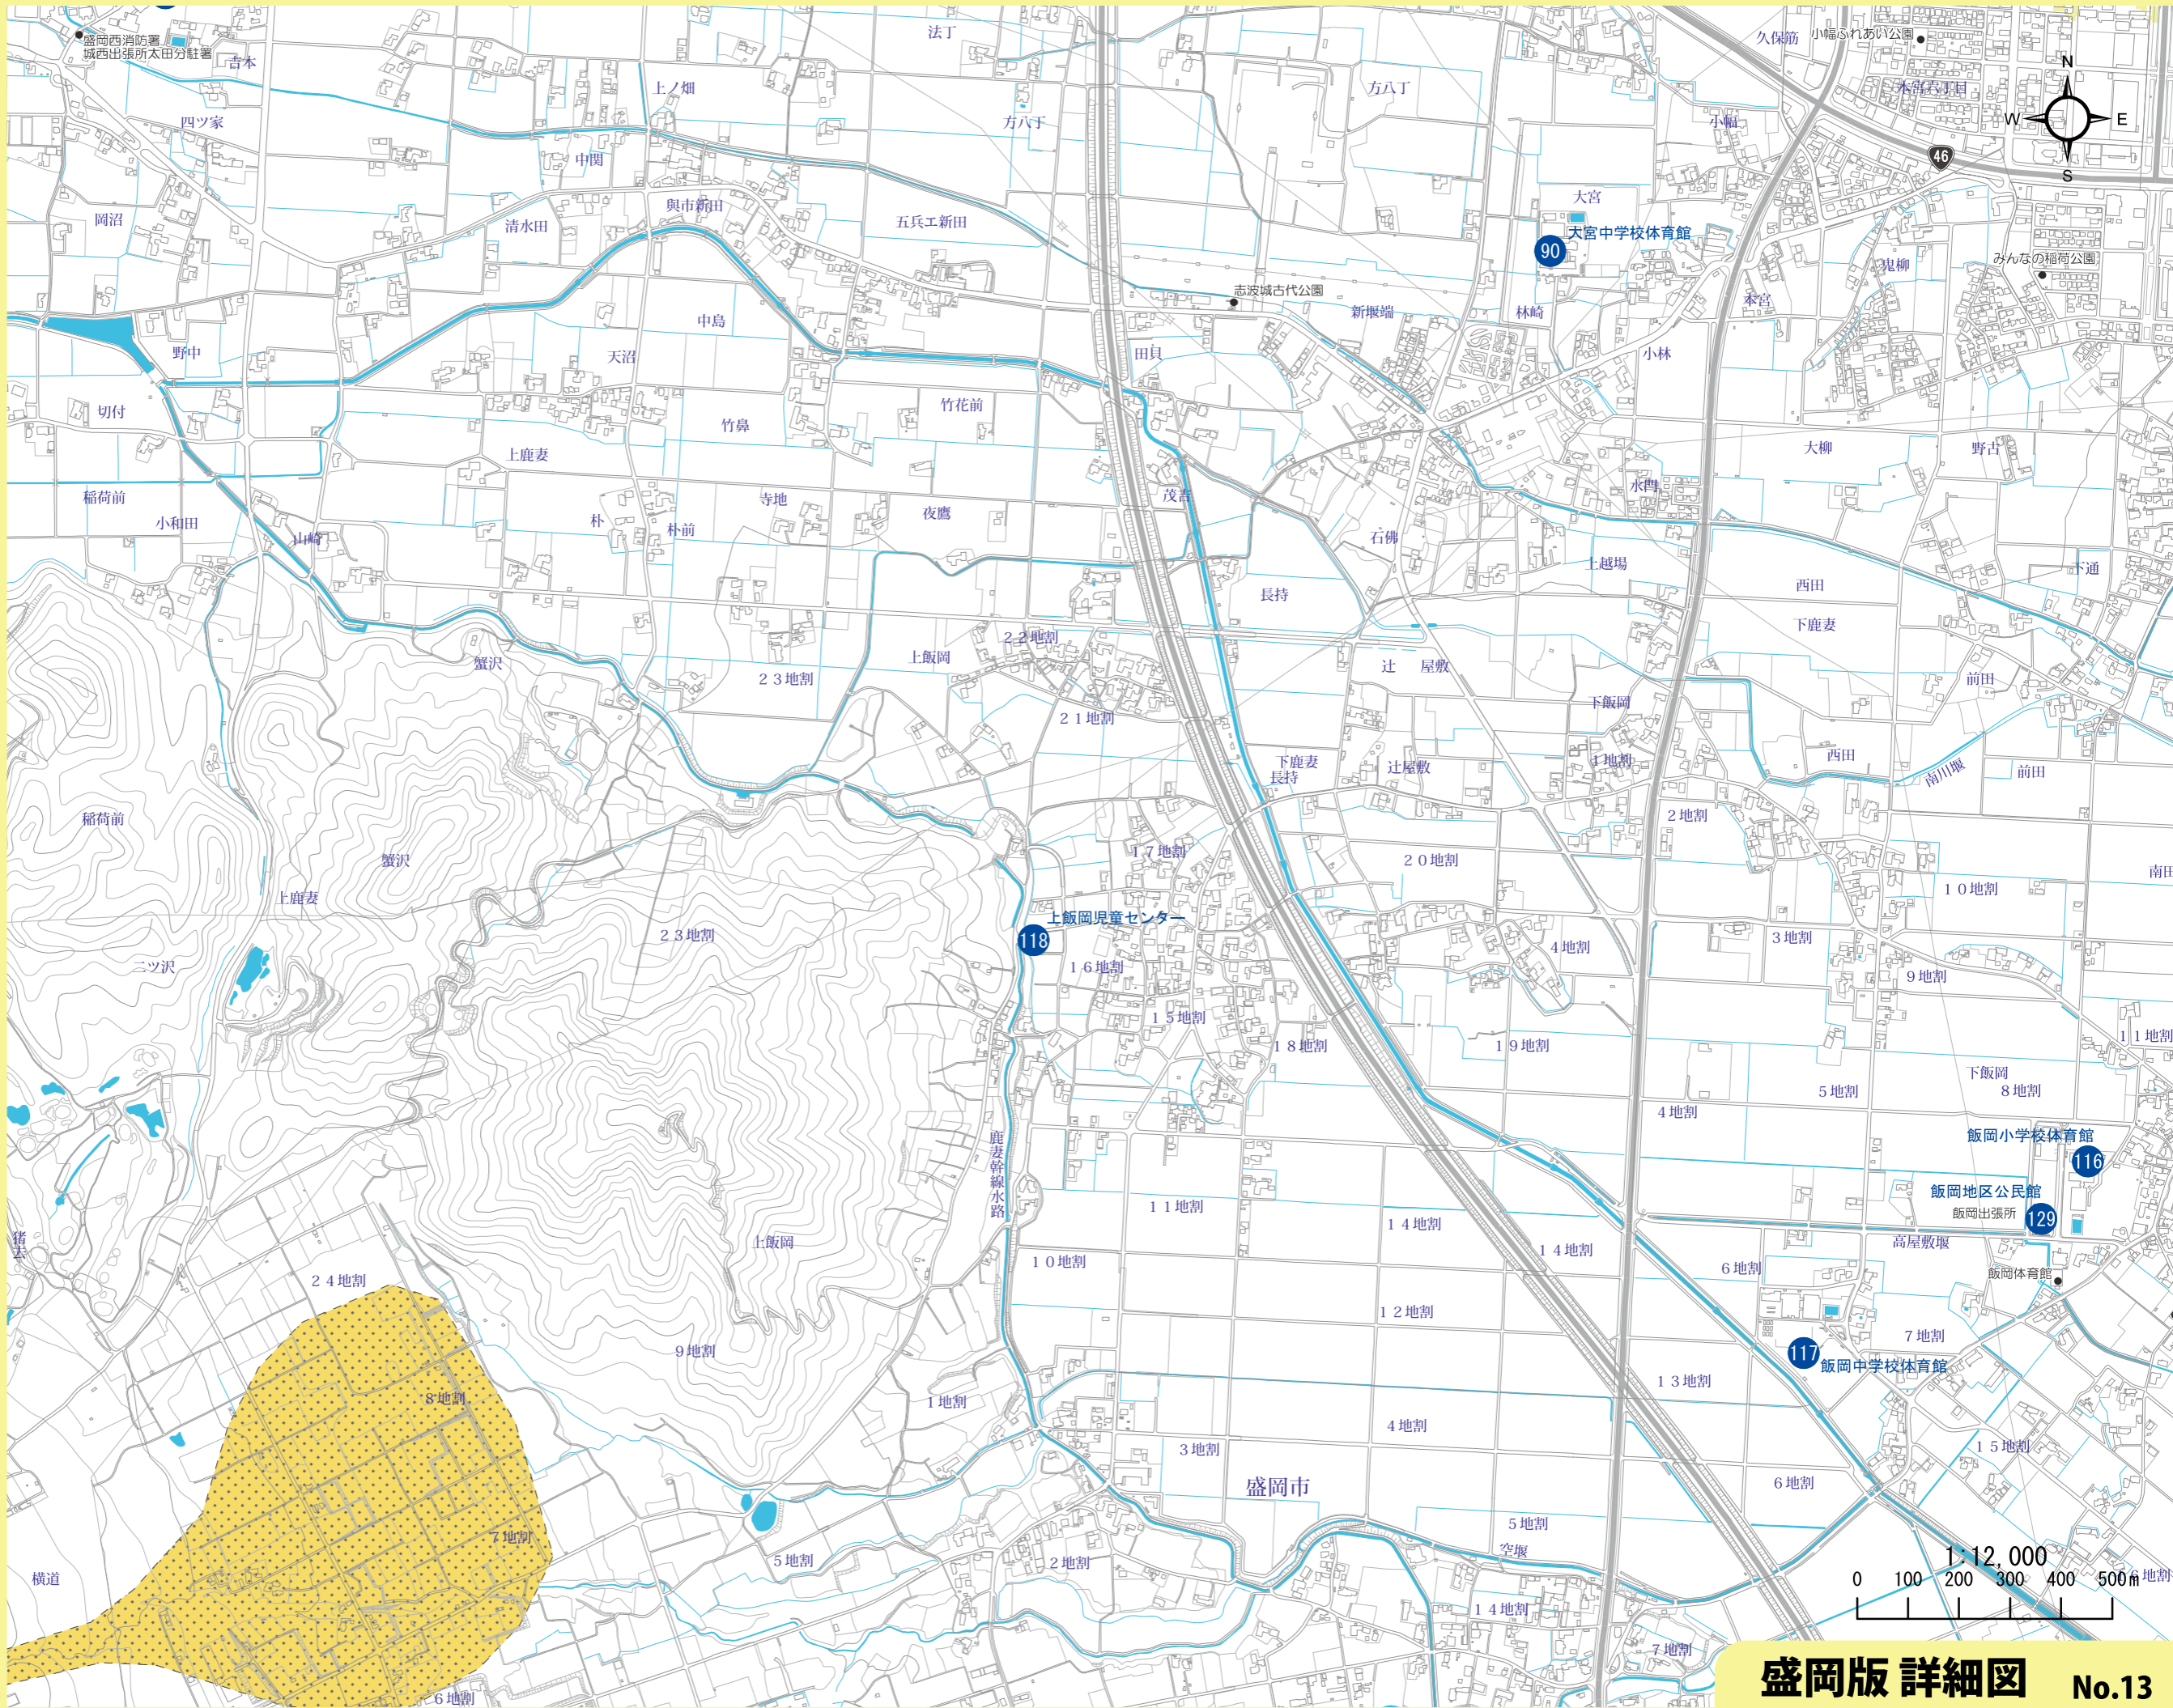 盛岡西消防署
城西出張所太田分駐署
吉本
法丁
上ノ畑
方八丁
方八丁
久保筋
小幅ふれあい公園
本宮六丁目
N
W
E
S
46
四ツ家
中関
小幅
岡沼
清水田
與市新田
五兵エ新田
大宮
90
大宮中学校体育館
鬼柳
みんなの稲荷公園
志波城古代公園
新堰端
林崎
本宮
野中
中島
天沼
田貝
小林
切付
竹鼻
竹花前
上鹿妻
大柳
野古
稲荷前
小和田
山崎
朴
朴前
寺地
夜鷹
茂吉
石佛
水門
上越場
西田
下通
長持
下鹿妻
蟹沢
22地割
上飯岡
23地割
辻 屋敷
前田
21地割
下飯岡
下鹿妻
長持
辻屋敷
1地割
西田
南川堰
前田
稲荷前
蟹沢
2地割
17地割
20地割
南田
10地割
上鹿妻
上飯岡児童センター
118
23地割
3地割
4地割
二ツ沢
16地割
9地割
15地割
18地割
19地割
11地割
下飯岡
8地割
5地割
4地割
鹿妻幹線水路
飯岡小学校体育館
116
飯岡地区公民館
飯岡出張所
129
猪去
上飯岡
11地割
14地割
14地割
高屋敷堰
10地割
6地割
飯岡体育館
24地割
12地割
9地割
7地割
117
飯岡中学校体育館
8地割
1地割
13地割
4地割
3地割
15地割
盛岡市
6地割
7地割
5地割
空堰
5地割
2地割
横道
1:12,000
0 100 200 300 400 500m
6地割
14地割
7地割
6地割
盛岡版 詳細図 No.13